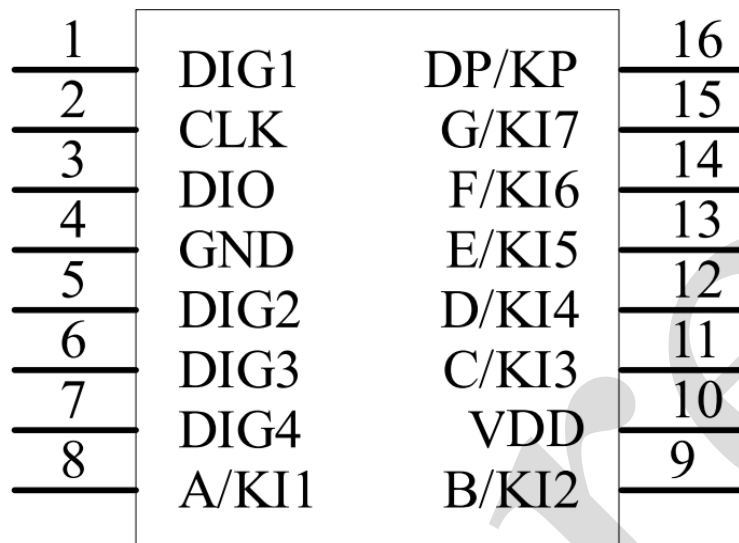 1 DIG1 DP/KP 16
2 CLK G/KI7 15
3 DIO F/KI6 14
4 GND E/KI5 13
5 DIG2 D/KI4 12
6 DIG3 C/KI3 11
7 DIG4 VDD 10
8 A/KI1 B/KI2 9